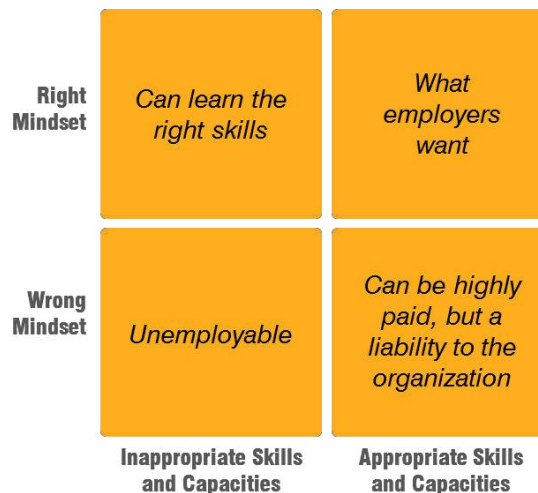 Right
Mindset
Can learn the
right skills
What
employers
want
Wrong
Mindset
Unemployable
Can be highly
paid, but a
liability to the
organization
Inappropriate Skills
and Capacities
Appropriate Skills
and Capacities